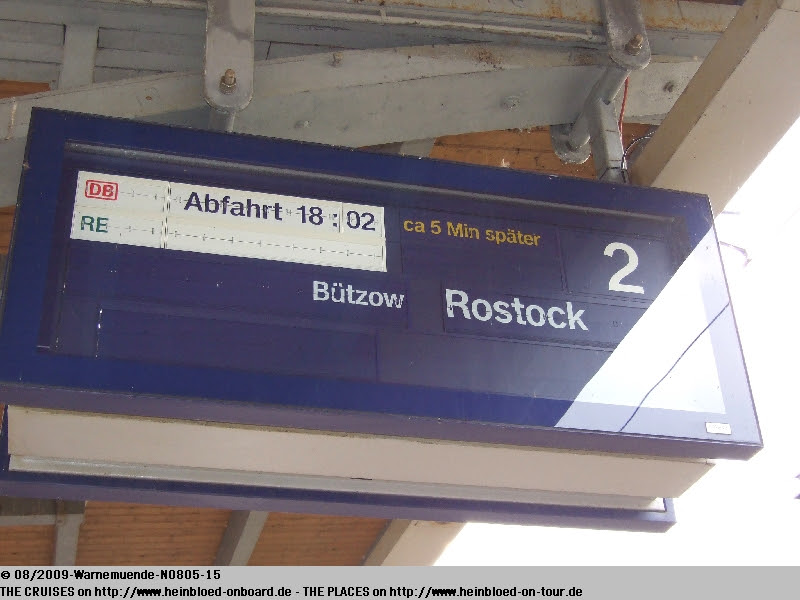 DB Abfahrt 18:02 ca 5 Min später 2
RE
Bützow Rostock
© 08/2009-Warnemuende-N0805-15
THE CRUISES on http://www.heinbloed-onboard.de - THE PLACES on http://www.heinbloed-on-tour.de